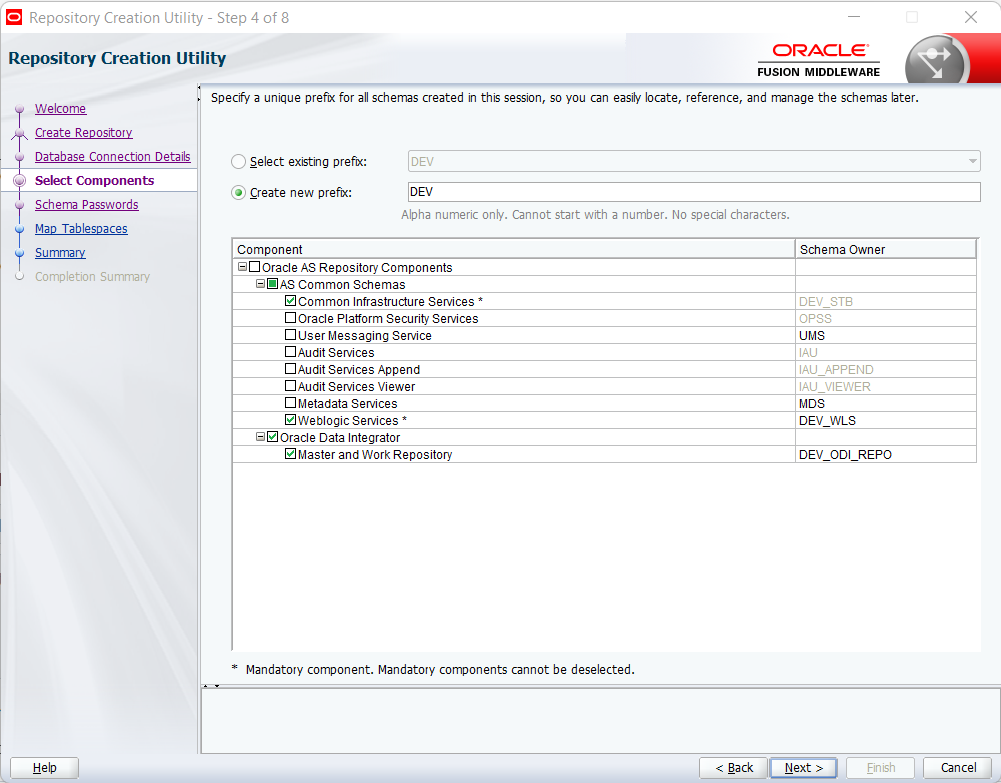 Repository Creation Utility - Step 4 of 8
Repository Creation Utility
ORACLE®
FUSION MIDDLEWARE
Welcome
Create Repository
Database Connection Details
Select Components
Schema Passwords
Map Tablespaces
Summary
Completion Summary
Specify a unique prefix for all schemas created in this session, so you can easily locate, reference, and manage the schemas later.
Select existing prefix: DEV
Create new prefix: DEV
Alpha numeric only. Cannot start with a number. No special characters.
Component Schema Owner
Oracle AS Repository Components
AS Common Schemas
Common Infrastructure Services * DEV_STB
Oracle Platform Security Services OPSS
User Messaging Service UMS
Audit Services IAU
Audit Services Append IAU_APPEND
Audit Services Viewer IAU_VIEWER
Metadata Services MDS
Weblogic Services * DEV_WLS
Oracle Data Integrator
Master and Work Repository DEV_ODI_REPO
* Mandatory component. Mandatory components cannot be deselected.
Help
< Back
Next >
Finish
Cancel